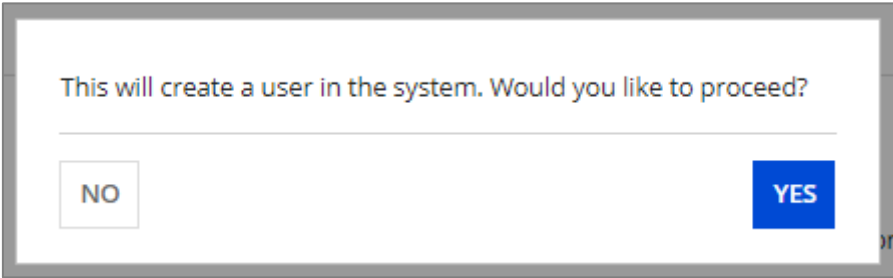 This will create a user in the system. Would you like to proceed?
NO
YES